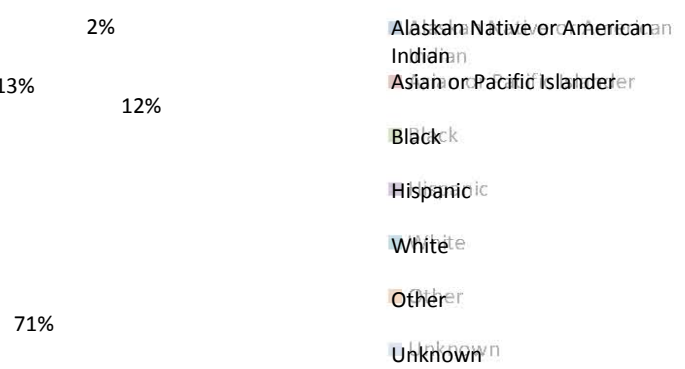 2%
13%
12%
71%
Alaskan Native or American
Indian
Asian or Pacific Islander
Black
Hispanic
White
Other
Unknown